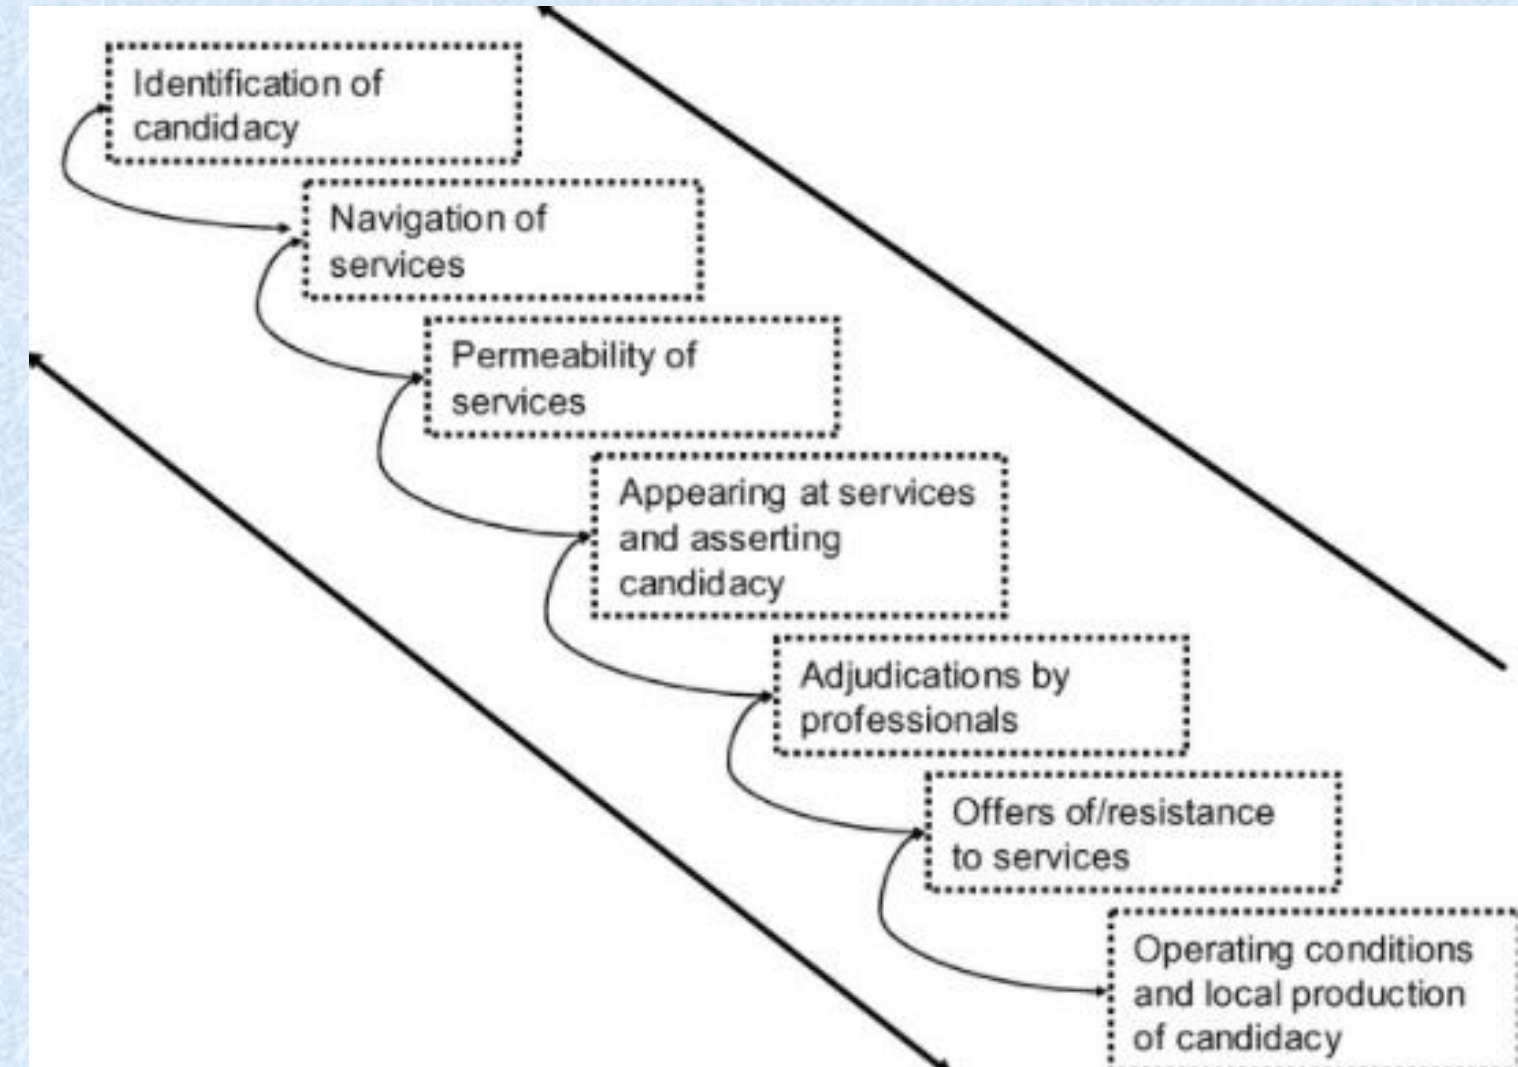 Identification of
candidacy
Navigation of
services
Permeability of
services
Appearing at services
and asserting
candidacy
Adjudications by
professionals
Offers of/resistance
to services
Operating conditions
and local production
of candidacy